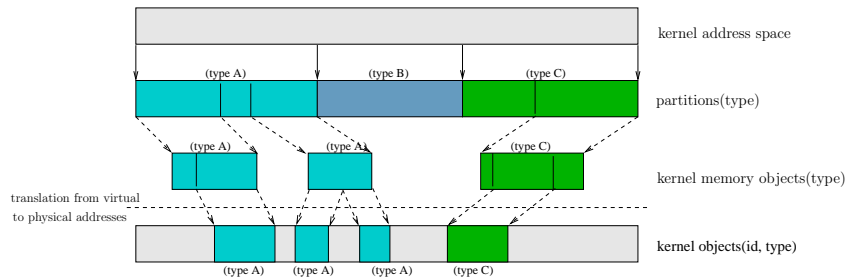 kernel address space
(type A) (type B) (type C)
partitions(type)
(type A) (type A) (type C)
kernel memory objects(type)
translation from virtual
to physical addresses
kernel objects(id, type)
(type A) (type A) (type A) (type C)